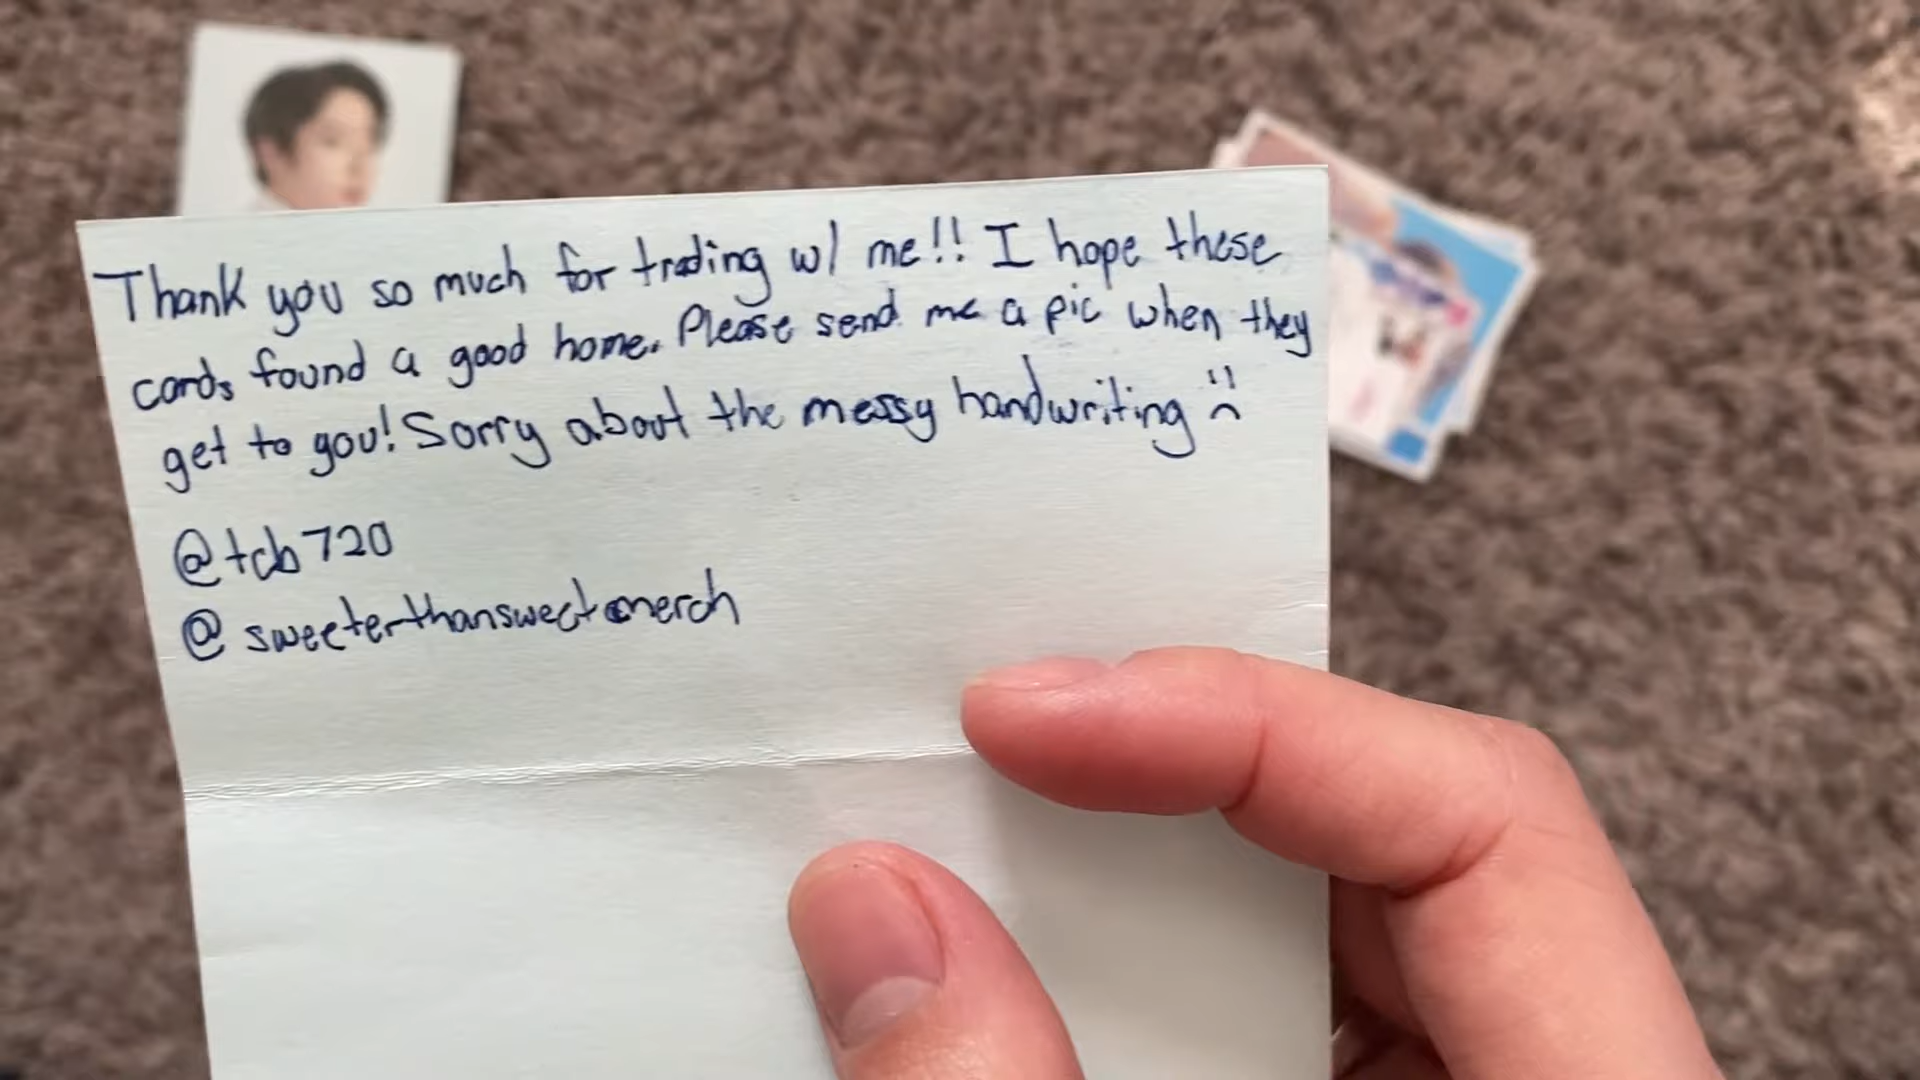 Thank you so much for trading w/ me!! I hope these
cards found a good home. Please send me a pic when they
get to you! Sorry about the messy handwriting :(
@tcb720
@sweeterthansweetmerch